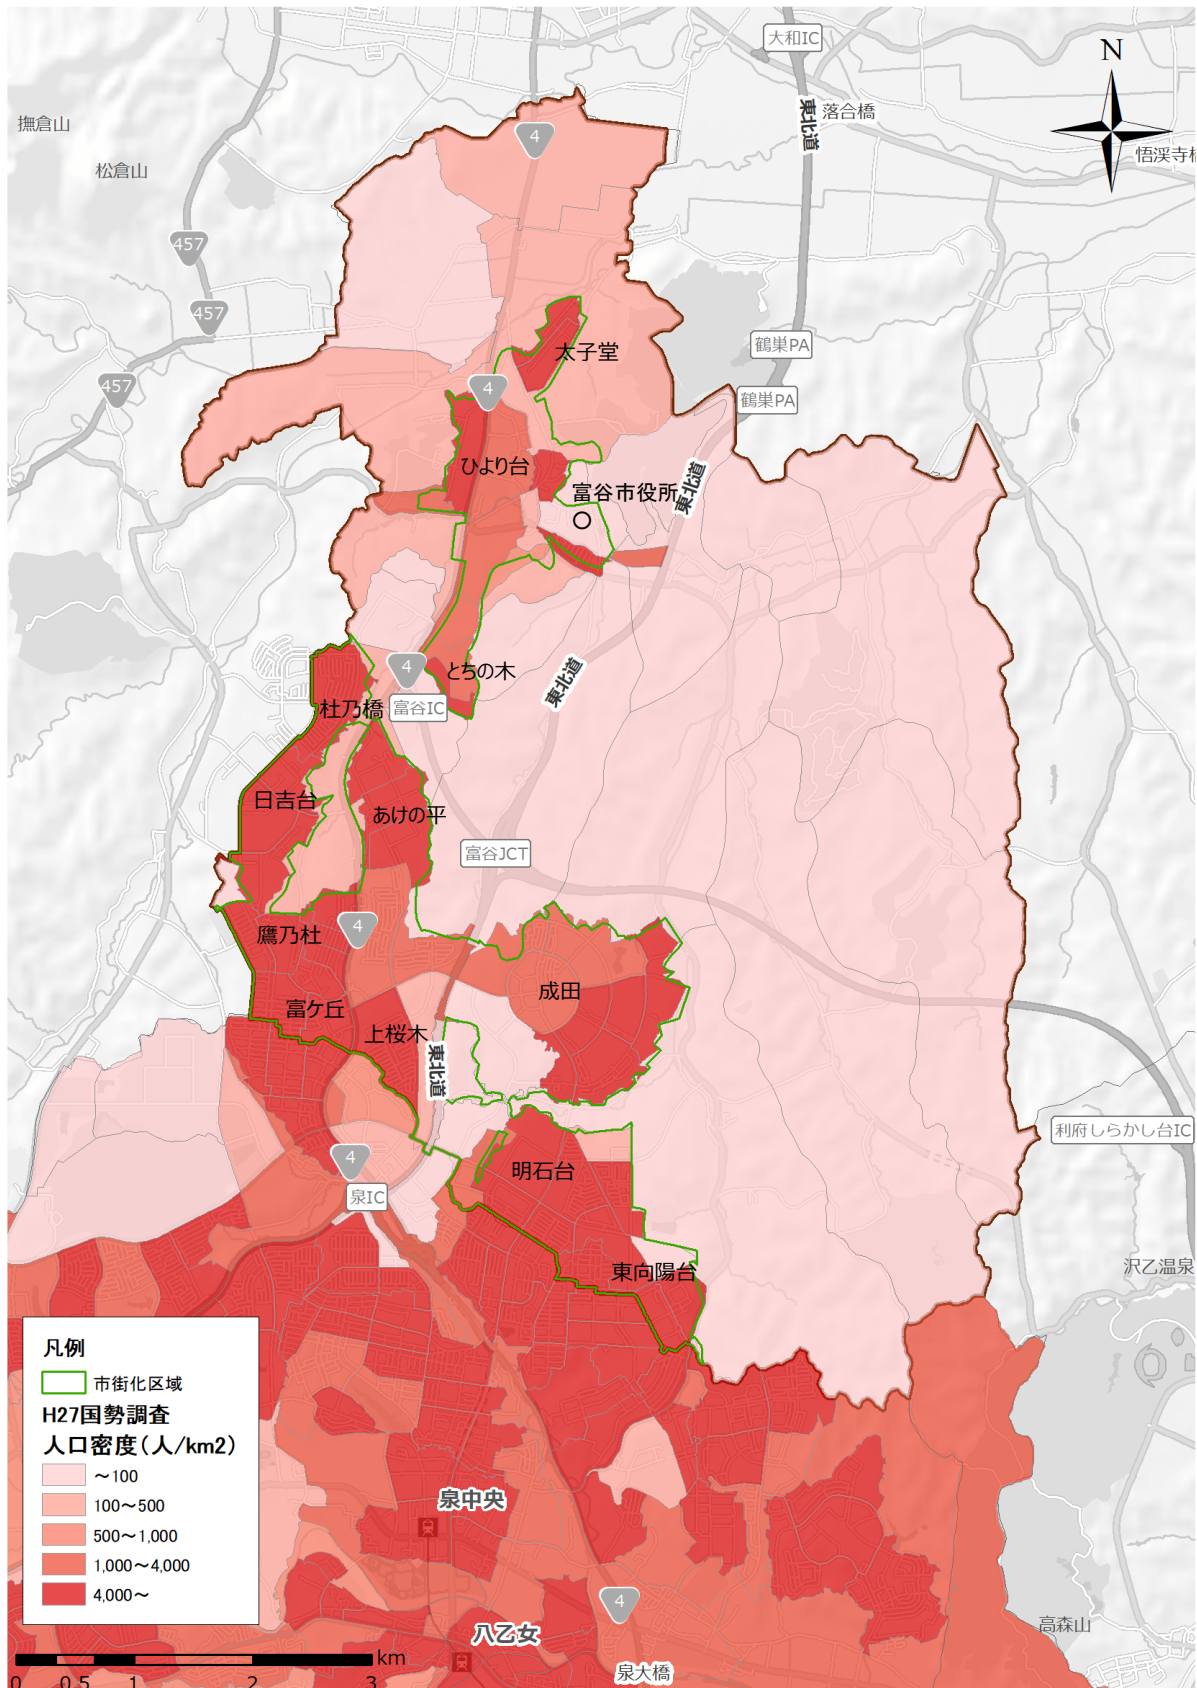 大和IC
N
撫倉山
4
東北道
落合橋
松倉山
悟渓寺
457
457
鶴巣PA
太子堂
457
4
鶴巣PA
ひより台
富谷市役所
東北道
4
とちの木
東北道
杜乃橋
富谷IC
日吉台
あけの平
富谷JCT
鷹乃杜
4
成田
富ケ丘
上桜木
東北道
利府しらかし台IC
4
明石台
泉IC
沢乙温泉
東向陽台
凡例
市街化区域
H27国勢調査
人口密度(人/km2)
～100
100～500
500～1,000
1,000～4,000
4,000～
泉中央
4
高森山
八乙女
泉大橋
km
0 0.5 1 2 3